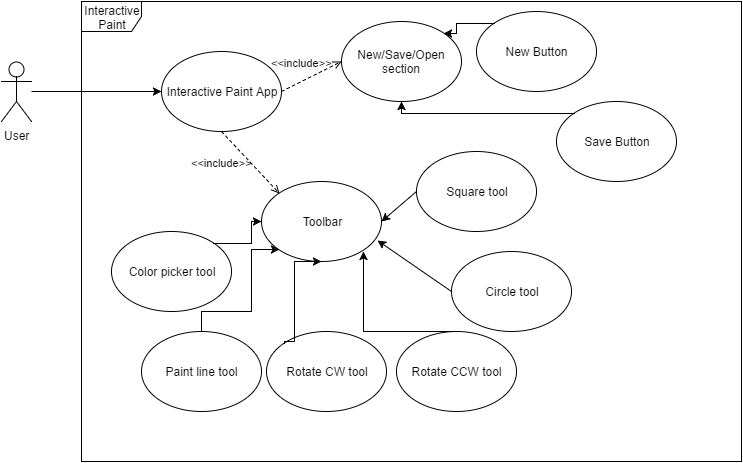 Interactive
Paint
New/Save/Open
section
New Button
<<include>>
Interactive Paint App
User
Save Button
<<include>>
Square tool
Toolbar
Color picker tool
Circle tool
Paint line tool
Rotate CW tool
Rotate CCW tool